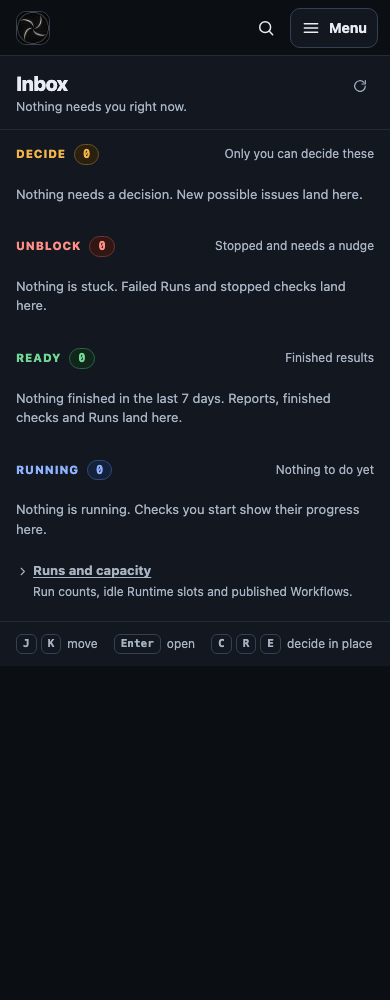 Menu
Inbox
Nothing needs you right now.
DECIDE 0 Only you can decide these
Nothing needs a decision. New possible issues land here.
UNBLOCK 0 Stopped and needs a nudge
Nothing is stuck. Failed Runs and stopped checks land
here.
READY 0 Finished results
Nothing finished in the last 7 days. Reports, finished
checks and Runs land here.
RUNNING 0 Nothing to do yet
Nothing is running. Checks you start show their progress
here.
Runs and capacity
Run counts, idle Runtime slots and published Workflows.
J K move Enter open C R E decide in place